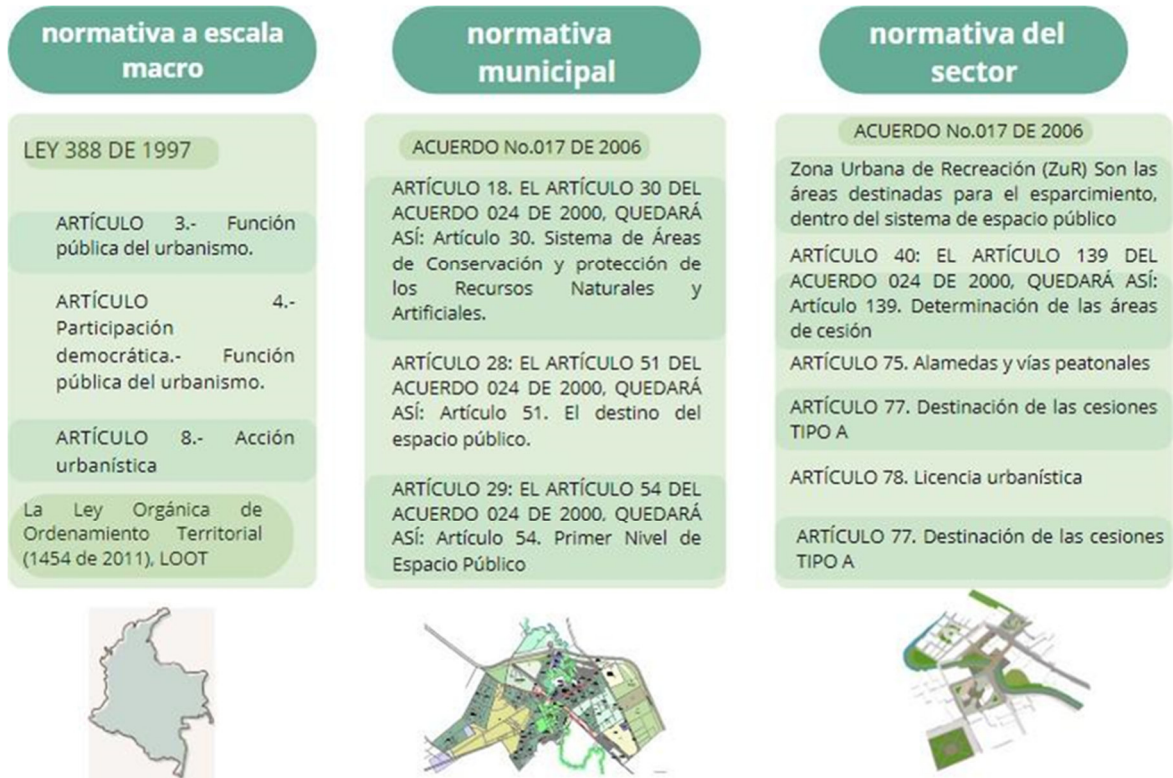 normativa a escala
macro
LEY 388 DE 1997
ARTÍCULO 3.- Función
pública del urbanismo.
ARTÍCULO 4.-
Participación
democrática.- Función
pública del urbanismo.
ARTÍCULO 8.- Acción
urbanística
La Ley Orgánica de
Ordenamiento Territorial
(1454 de 2011), LOOT
normativa
municipal
ACUERDO No.017 DE 2006
ARTÍCULO 18. EL ARTÍCULO 30 DEL
ACUERDO 024 DE 2000, QUEDARÁ
ASÍ: Artículo 30. Sistema de Áreas
de Conservación y protección de
los Recursos Naturales y
Artificiales.
ARTÍCULO 28: EL ARTÍCULO 51 DEL
ACUERDO 024 DE 2000, QUEDARÁ
ASÍ: Artículo 51. El destino del
espacio público.
ARTÍCULO 29: EL ARTÍCULO 54 DEL
ACUERDO 024 DE 2000, QUEDARÁ
ASÍ: Artículo 54. Primer Nivel de
Espacio Público
normativa del
sector
ACUERDO No.017 DE 2006
Zona Urbana de Recreación (ZuR) Son las
áreas destinadas para el esparcimiento,
dentro del sistema de espacio público
ARTÍCULO 40: EL ARTÍCULO 139 DEL
ACUERDO 024 DE 2000, QUEDARÁ ASÍ:
Artículo 139. Determinación de las áreas
de cesión
ARTÍCULO 75. Alamedas y vías peatonales
ARTÍCULO 77. Destinación de las cesiones
TIPO A
ARTÍCULO 78. Licencia urbanística
ARTÍCULO 77. Destinación de las cesiones
TIPO A